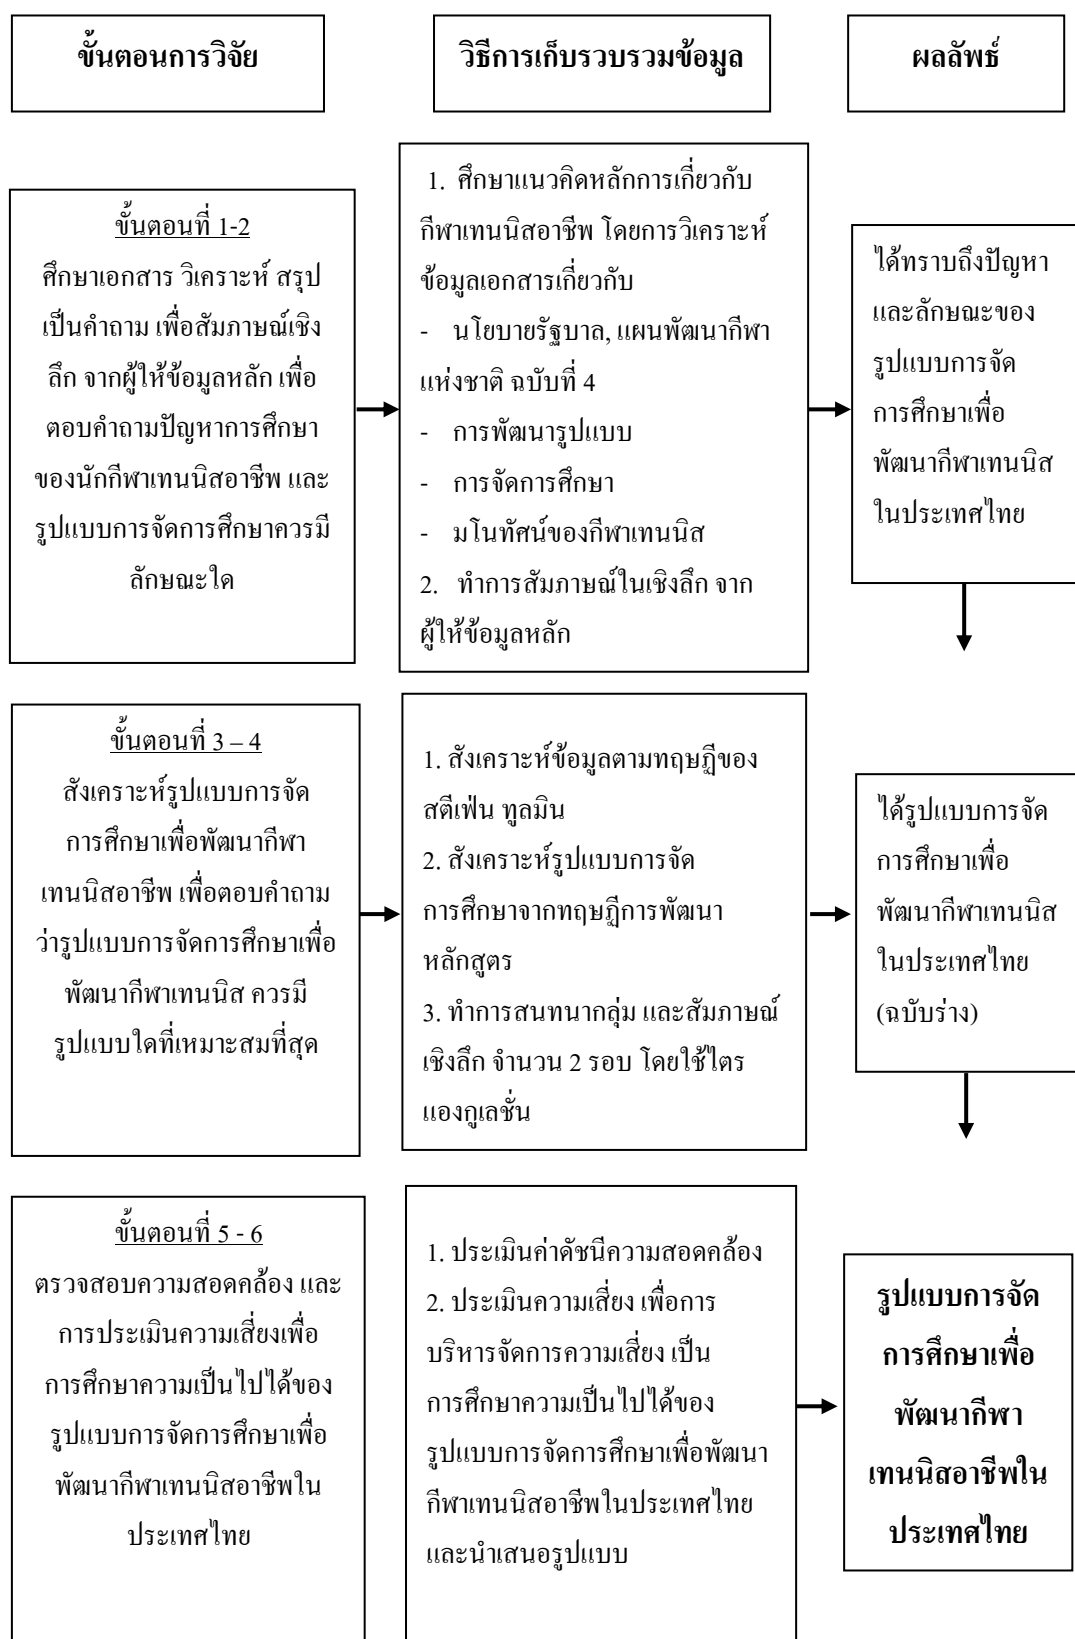 ขั้นตอนการวิจัย
วิธีการเก็บรวบรวมข้อมูล
ผลลัพธ์
ขั้นตอนที่ 1-2
ศึกษาเอกสาร วิเคราะห์ สรุป
เป็นคำถาม เพื่อสัมภาษณ์เชิง
ลึก จากผู้ให้ข้อมูลหลัก เพื่อ
ตอบคำถามปัญหาการศึกษา
ของนักกีฬาเทนนิสอาชีพ และ
รูปแบบการจัดการศึกษาควรมี
ลักษณะใด
1. ศึกษาแนวคิดหลักการเกี่ยวกับ
กีฬาเทนนิสอาชีพ โดยการวิเคราะห์
ข้อมูลเอกสารเกี่ยวกับ
- นโยบายรัฐบาล, แผนพัฒนากีฬา
แห่งชาติ ฉบับที่ 4
- การพัฒนารูปแบบ
- การจัดการศึกษา
- มโนทัศน์ของกีฬาเทนนิส
2. ทำการสัมภาษณ์ในเชิงลึก จาก
ผู้ให้ข้อมูลหลัก
ได้ทราบถึงปัญหา
และลักษณะของ
รูปแบบการจัด
การศึกษาเพื่อ
พัฒนากีฬาเทนนิส
ในประเทศไทย
ขั้นตอนที่ 3 – 4
สังเคราะห์รูปแบบการจัด
การศึกษาเพื่อพัฒนากีฬา
เทนนิสอาชีพ เพื่อตอบคำถาม
ว่ารูปแบบการจัดการศึกษาเพื่อ
พัฒนากีฬาเทนนิส ควรมี
รูปแบบใดที่เหมาะสมที่สุด
1. สังเคราะห์ข้อมูลตามทฤษฎีของ
สตีเฟ่น ทูลมิน
2. สังเคราะห์รูปแบบการจัด
การศึกษาจากทฤษฎีการพัฒนา
หลักสูตร
3. ทำการสนทนากลุ่ม และสัมภาษณ์
เชิงลึก จำนวน 2 รอบ โดยใช้ไตร
แองกูเลชั่น
ได้รูปแบบการจัด
การศึกษาเพื่อ
พัฒนากีฬาเทนนิส
ในประเทศไทย
(ฉบับร่าง)
ขั้นตอนที่ 5 - 6
ตรวจสอบความสอดคล้อง และ
การประเมินความเสี่ยงเพื่อ
การศึกษาความเป็นไปได้ของ
รูปแบบการจัดการศึกษาเพื่อ
พัฒนากีฬาเทนนิสอาชีพใน
ประเทศไทย
1. ประเมินค่าดัชนีความสอดคล้อง
2. ประเมินความเสี่ยง เพื่อการ
บริหารจัดการความเสี่ยง เป็น
การศึกษาความเป็นไปได้ของ
รูปแบบการจัดการศึกษาเพื่อพัฒนา
กีฬาเทนนิสอาชีพในประเทศไทย
และนำเสนอรูปแบบ
รูปแบบการจัด
การศึกษาเพื่อ
พัฒนากีฬา
เทนนิสอาชีพใน
ประเทศไทย